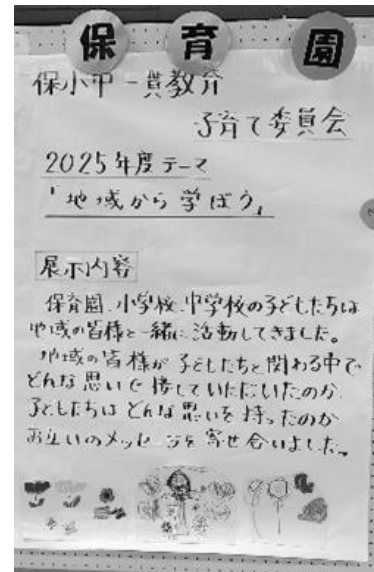 保育園
保小中一貫教育
子育て委員会
2025年度テーマ
「地域から学ぼう」
展示内容
保育園、小学校、中学校の子どもたちは
地域の皆様と一緒に活動してきました。
地域の皆様が子どもたちと関わる中で
どんな思いで接していただいたのか
子どもたちはどんな思いを持ったのか
お互いのメッセージを寄せ合いました。